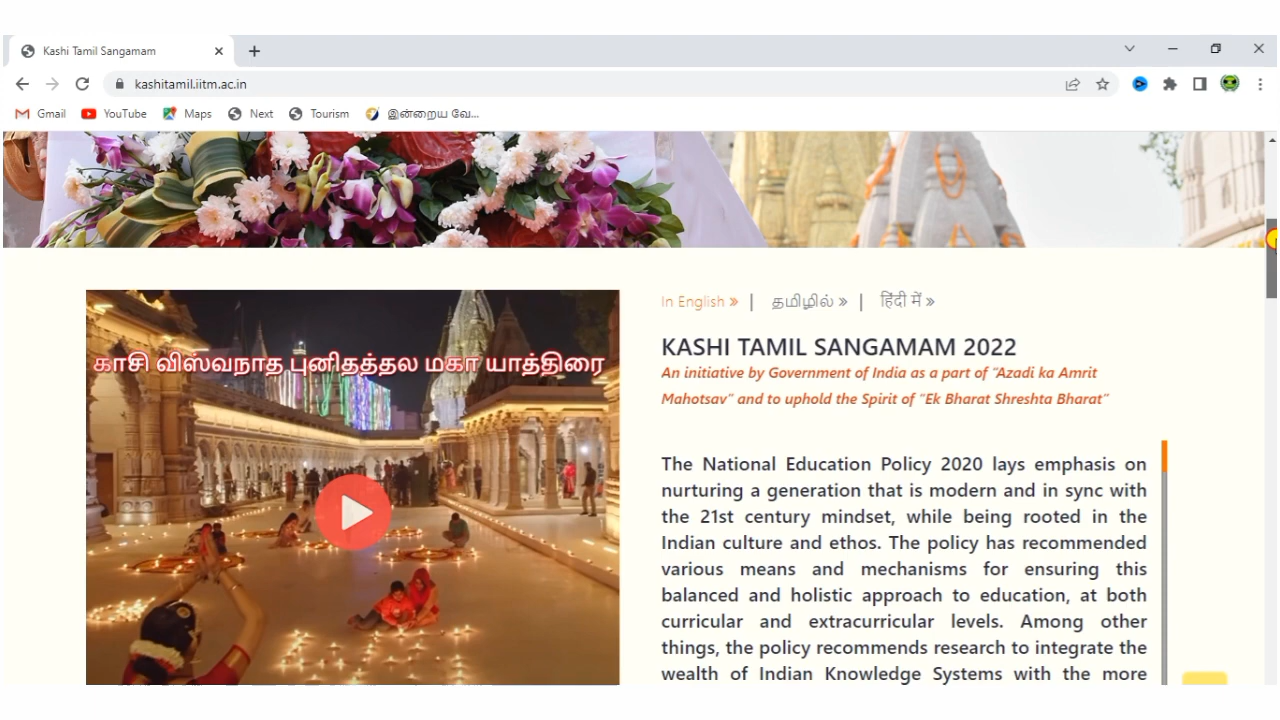 Kashi Tamil Sangamam
kashitamil.iitm.ac.in
Gmail YouTube Maps Next Tourism இன்றைய வே...
காசி விஸ்வநாத புனிதத்தல மகா யாத்திரை
In English » | தமிழில் » | हिंदी में »
KASHI TAMIL SANGAMAM 2022
An initiative by Government of India as a part of "Azadi ka Amrit
Mahotsav" and to uphold the Spirit of "Ek Bharat Shreshta Bharat"
The National Education Policy 2020 lays emphasis on
nurturing a generation that is modern and in sync with
the 21st century mindset, while being rooted in the
Indian culture and ethos. The policy has recommended
various means and mechanisms for ensuring this
balanced and holistic approach to education, at both
curricular and extracurricular levels. Among other
things, the policy recommends research to integrate the
wealth of Indian Knowledge Systems with the more